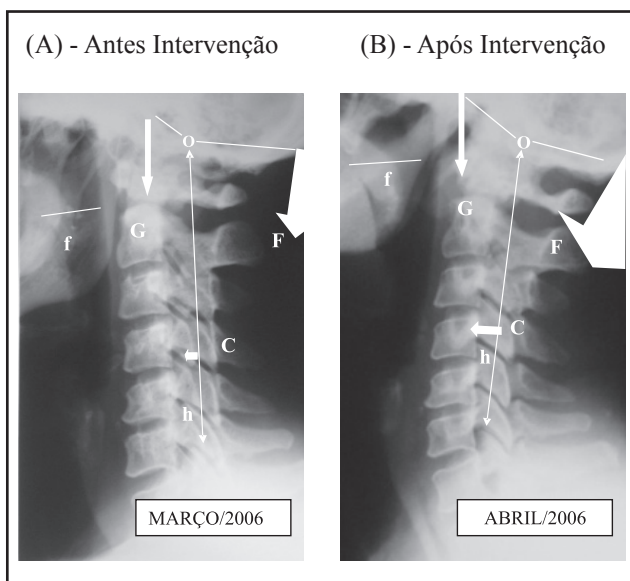 (A) - Antes Intervenção
(B) - Após Intervenção
O
f
G
F
C
h
MARÇO/2006
O
f
G
F
C
h
ABRIL/2006